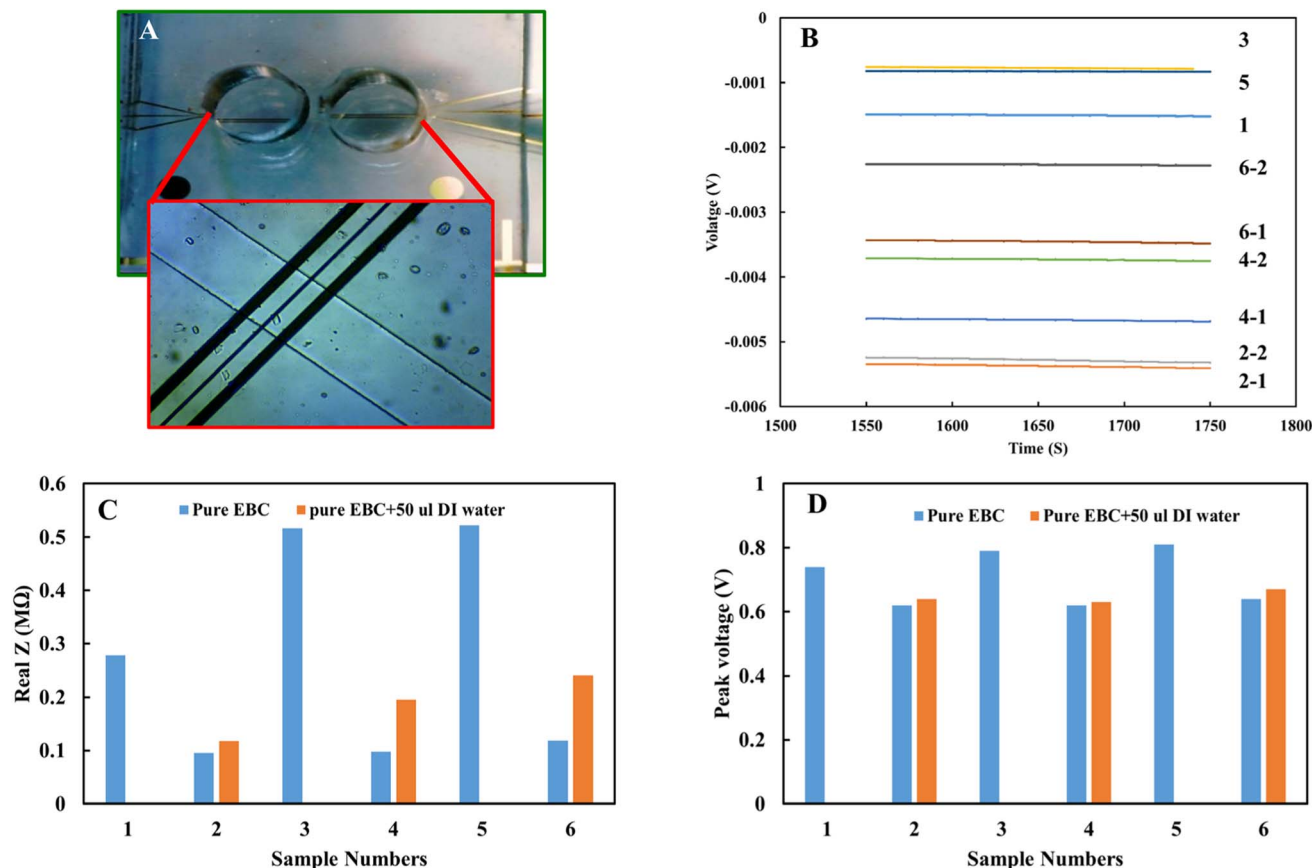 A
B
0
-0.001
-0.002
-0.003
-0.004
-0.005
-0.006
Volatge (V)
3
5
1
6-2
6-1
4-2
4-1
2-2
2-1
1500 1550 1600 1650 1700 1750 1800
Time (S)
C
Pure EBC pure EBC+50 ul DI water
0.6
0.5
0.4
0.3
0.2
0.1
0
Real Z (MΩ)
1 2 3 4 5 6
Sample Numbers
D
Pure EBC Pure EBC+50 ul DI water
1
0.8
0.6
0.4
0.2
0
Peak voltage (V)
1 2 3 4 5 6
Sample Numbers